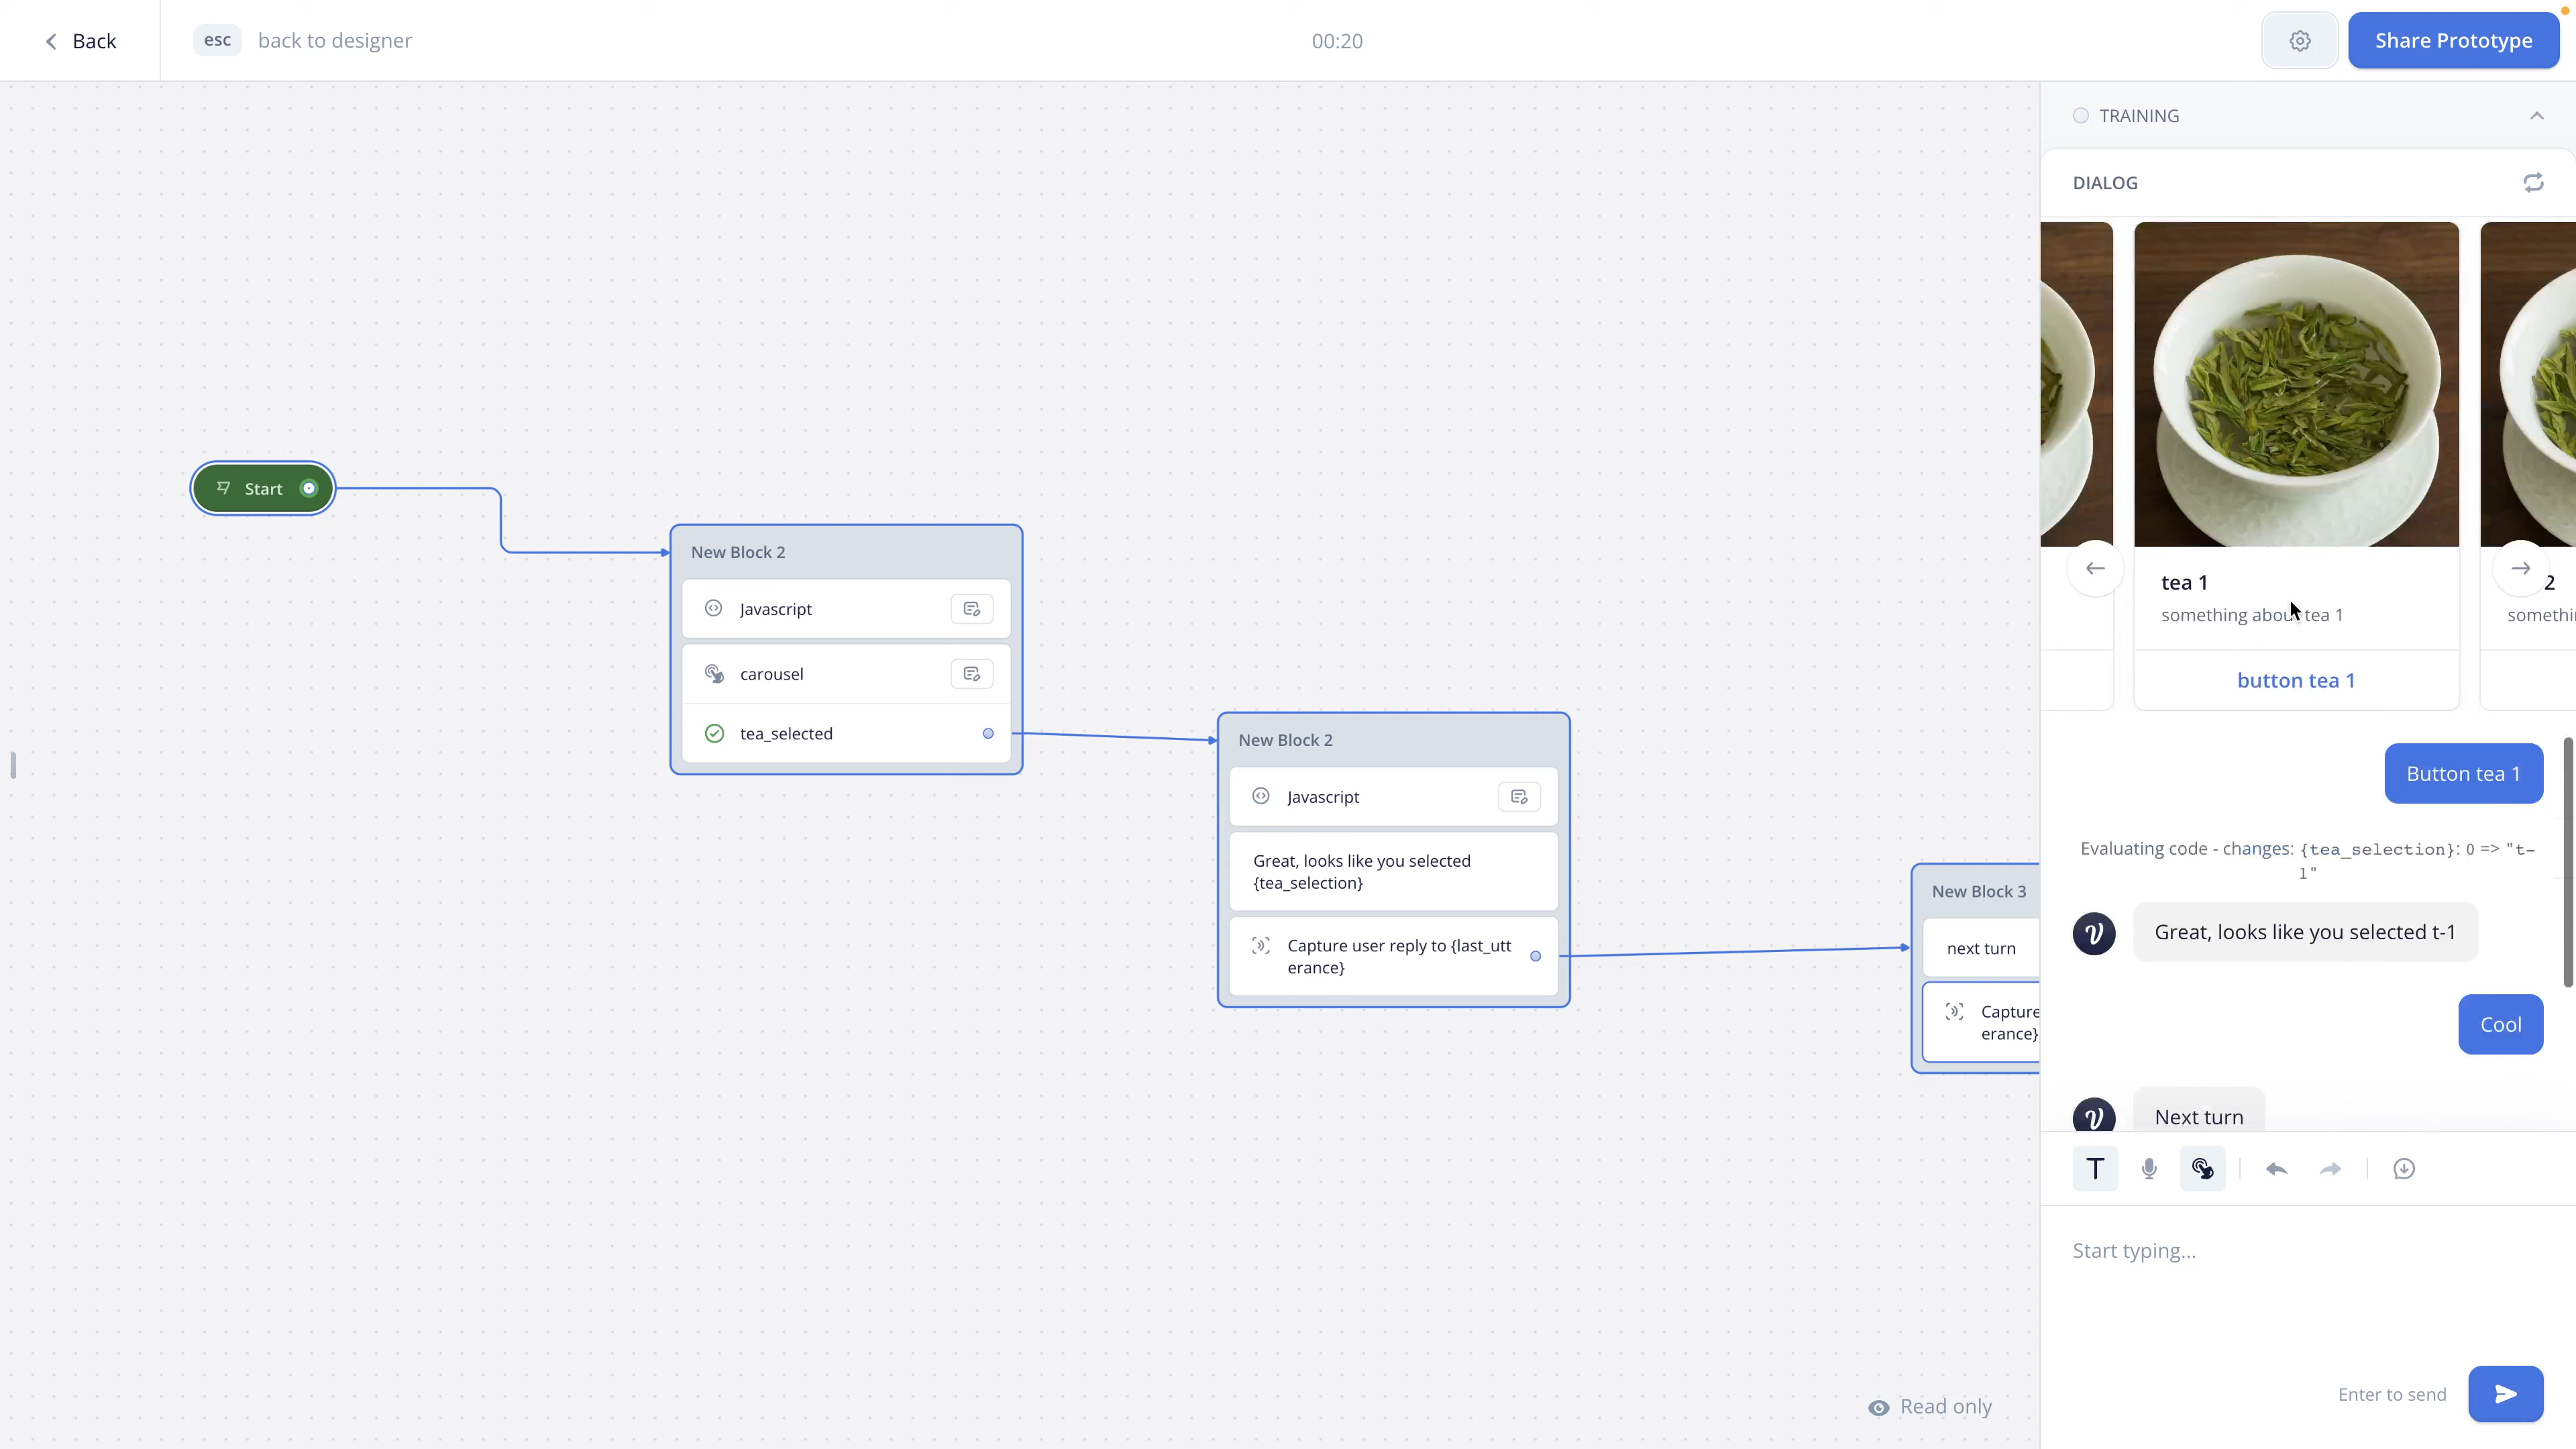 Back
esc back to designer
00:20
Share Prototype
TRAINING
DIALOG
Start
New Block 2
Javascript
carousel
tea_selected
New Block 2
Javascript
Great, looks like you selected
{tea_selection}
Capture user reply to {last_utt
erance}
New Block 3
next turn
Capture
erance}
tea 1
something about tea 1
button tea 1
2
somethi
Button tea 1
Evaluating code - changes: {tea_selection}: 0 => "t-
1"
Great, looks like you selected t-1
Cool
Next turn
T
Start typing...
Enter to send
Read only